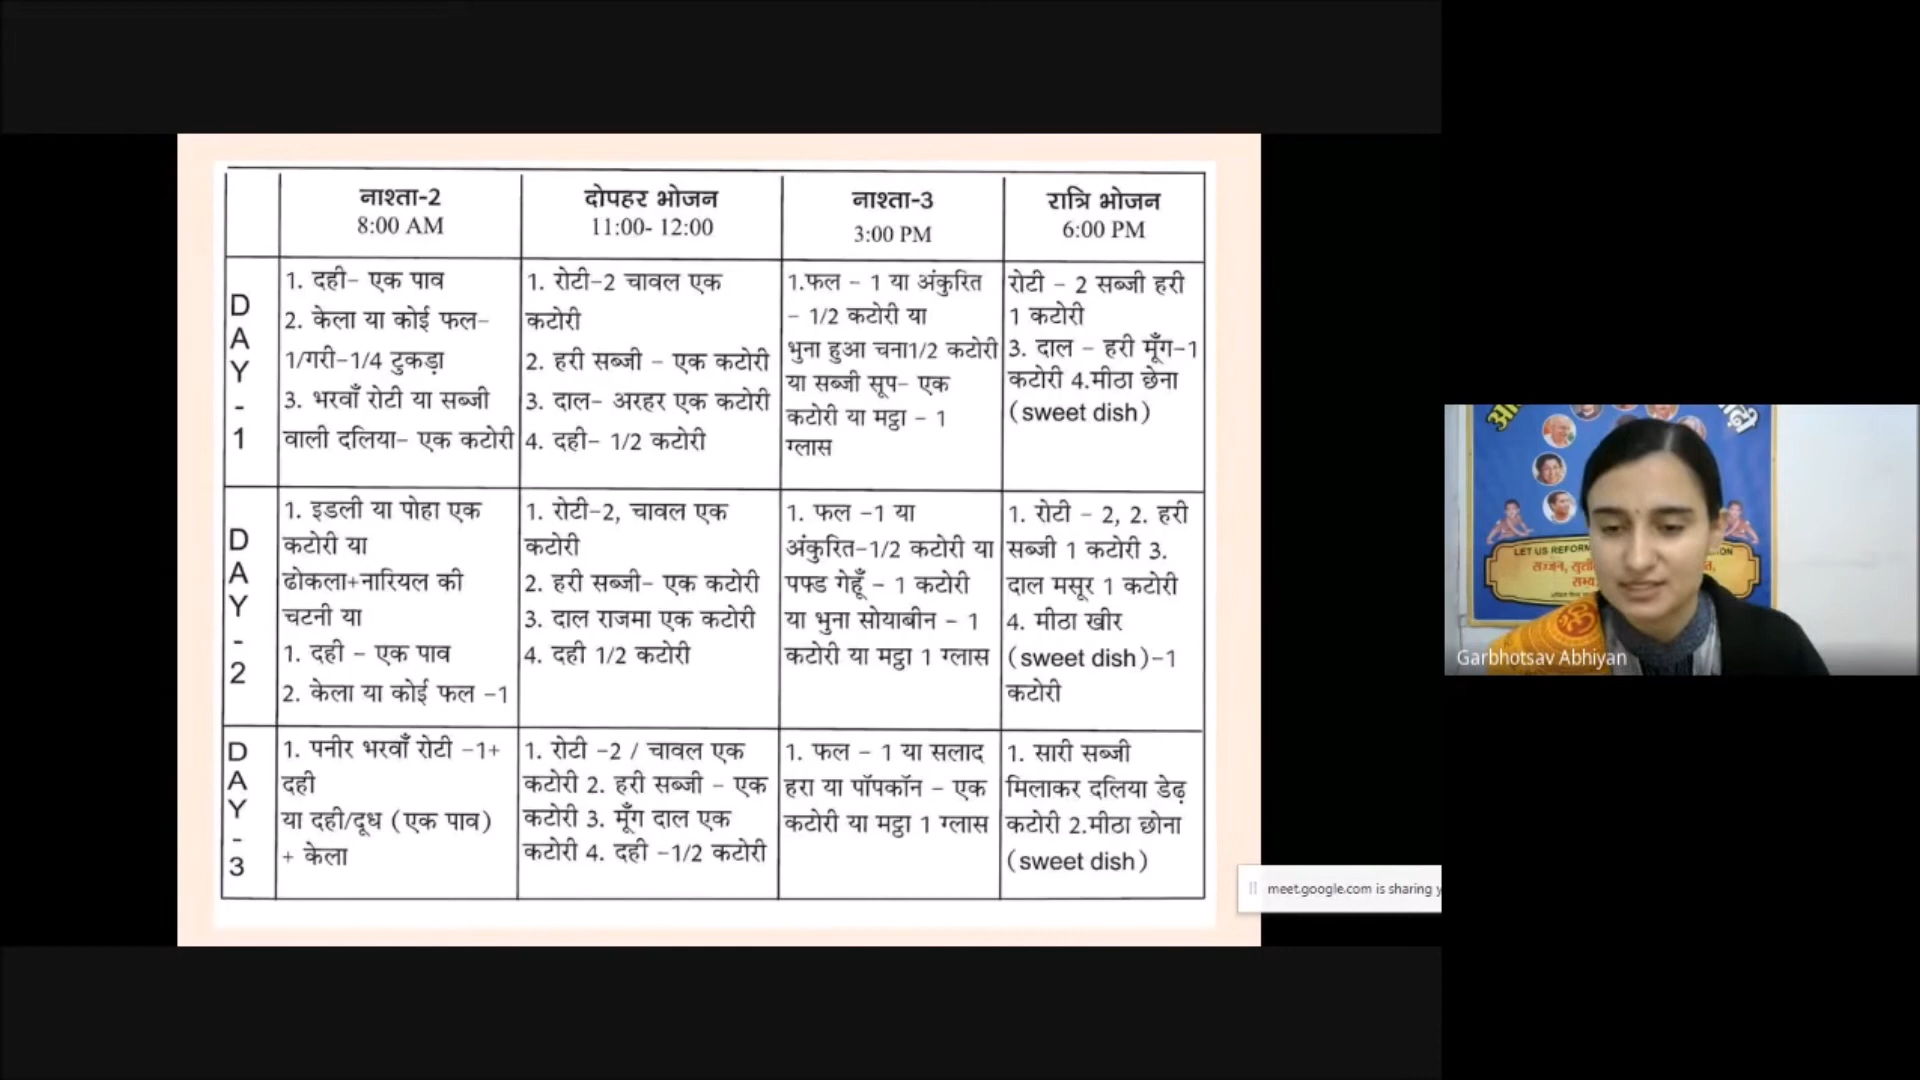 नाश्ता-2
8:00 AM
दोपहर भोजन
11:00- 12:00
नाश्ता-3
3:00 PM
रात्रि भोजन
6:00 PM
DAY-1
1. दही- एक पाव
2. केला या कोई फल-
1/गरी-1/4 टुकड़ा
3. भरवाँ रोटी या सब्जी
वाली दलिया- एक कटोरी
1. रोटी-2 चावल एक
कटोरी
2. हरी सब्जी - एक कटोरी
3. दाल- अरहर एक कटोरी
4. दही- 1/2 कटोरी
1.फल - 1 या अंकुरित
- 1/2 कटोरी या
भुना हुआ चना1/2 कटोरी
या सब्जी सूप- एक
कटोरी या मट्ठा - 1
ग्लास
रोटी - 2 सब्जी हरी
1 कटोरी
3. दाल - हरी मूँग-1
कटोरी 4.मीठा छेना
(sweet dish)
DAY-2
1. इडली या पोहा एक
कटोरी या
ढोकला+नारियल की
चटनी या
1. दही - एक पाव
2. केला या कोई फल -1
1. रोटी-2, चावल एक
कटोरी
2. हरी सब्जी- एक कटोरी
3. दाल राजमा एक कटोरी
4. दही 1/2 कटोरी
1. फल -1 या
अंकुरित-1/2 कटोरी या
पफ्ड गेहूँ - 1 कटोरी
या भुना सोयाबीन - 1
कटोरी या मट्ठा 1 ग्लास
1. रोटी - 2, 2. हरी
सब्जी 1 कटोरी 3.
दाल मसूर 1 कटोरी
4. मीठा खीर
(sweet dish)-1
कटोरी
DAY-3
1. पनीर भरवाँ रोटी -1+
दही
या दही/दूध (एक पाव)
+ केला
1. रोटी -2 / चावल एक
कटोरी 2. हरी सब्जी - एक
कटोरी 3. मूँग दाल एक
कटोरी 4. दही -1/2 कटोरी
1. फल - 1 या सलाद
हरा या पॉपकॉन - एक
कटोरी या मट्ठा 1 ग्लास
1. सारी सब्जी
मिलाकर दलिया डेढ़
कटोरी 2.मीठा छोना
(sweet dish)
meet.google.com is sharing
LET US REFORM
सज्जन,
सभ्य
Garbhotsav Abhiyan